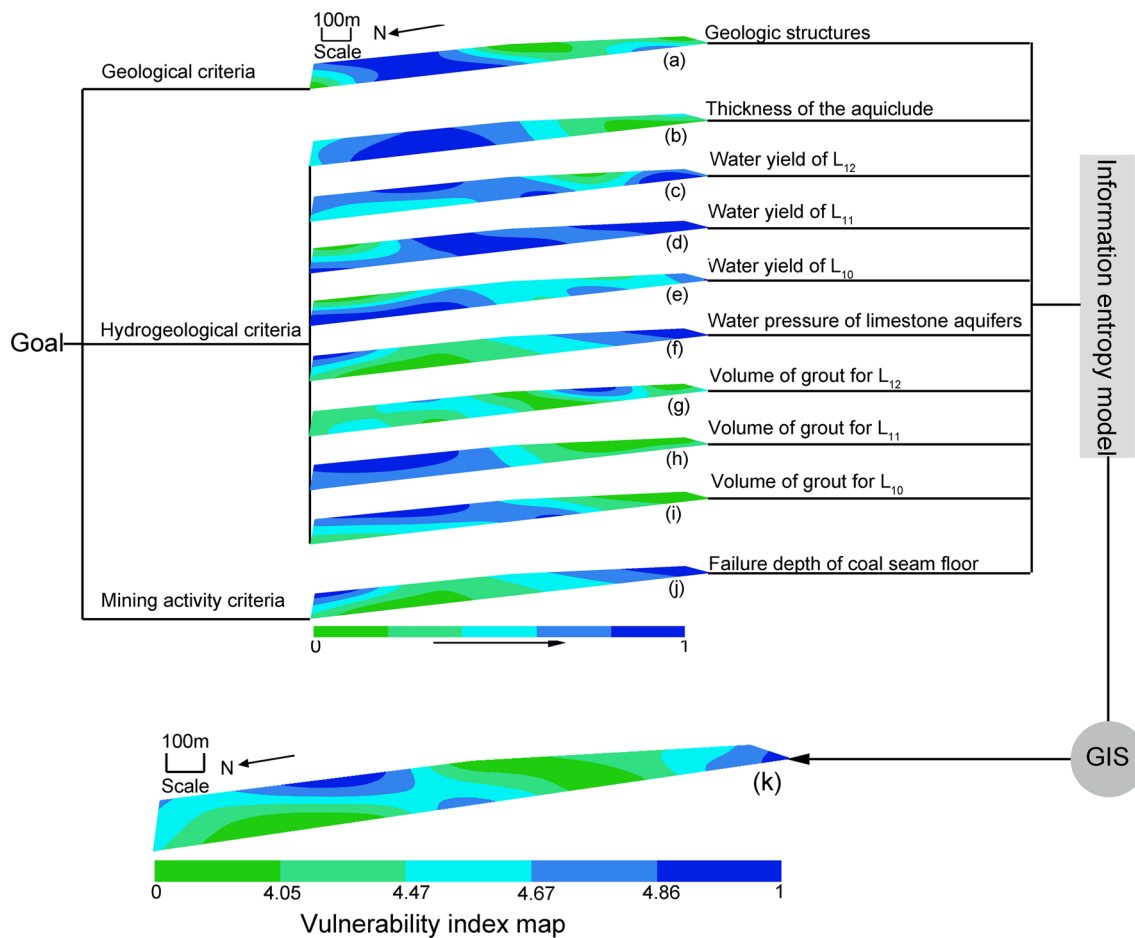 100m
N
Scale
Geologic structures
Geological criteria
(a)
Thickness of the aquiclude
(b)
Water yield of L12
(c)
Water yield of L11
(d)
Water yield of L10
(e)
Hydrogeological criteria
Goal
Water pressure of limestone aquifers
(f)
Volume of grout for L12
(g)
Volume of grout for L11
(h)
Volume of grout for L10
(i)
Failure depth of coal seam floor
Mining activity criteria
(j)
0 1
Information entropy model
GIS
100m
N
Scale
(k)
0 4.05 4.47 4.67 4.86 1
Vulnerability index map